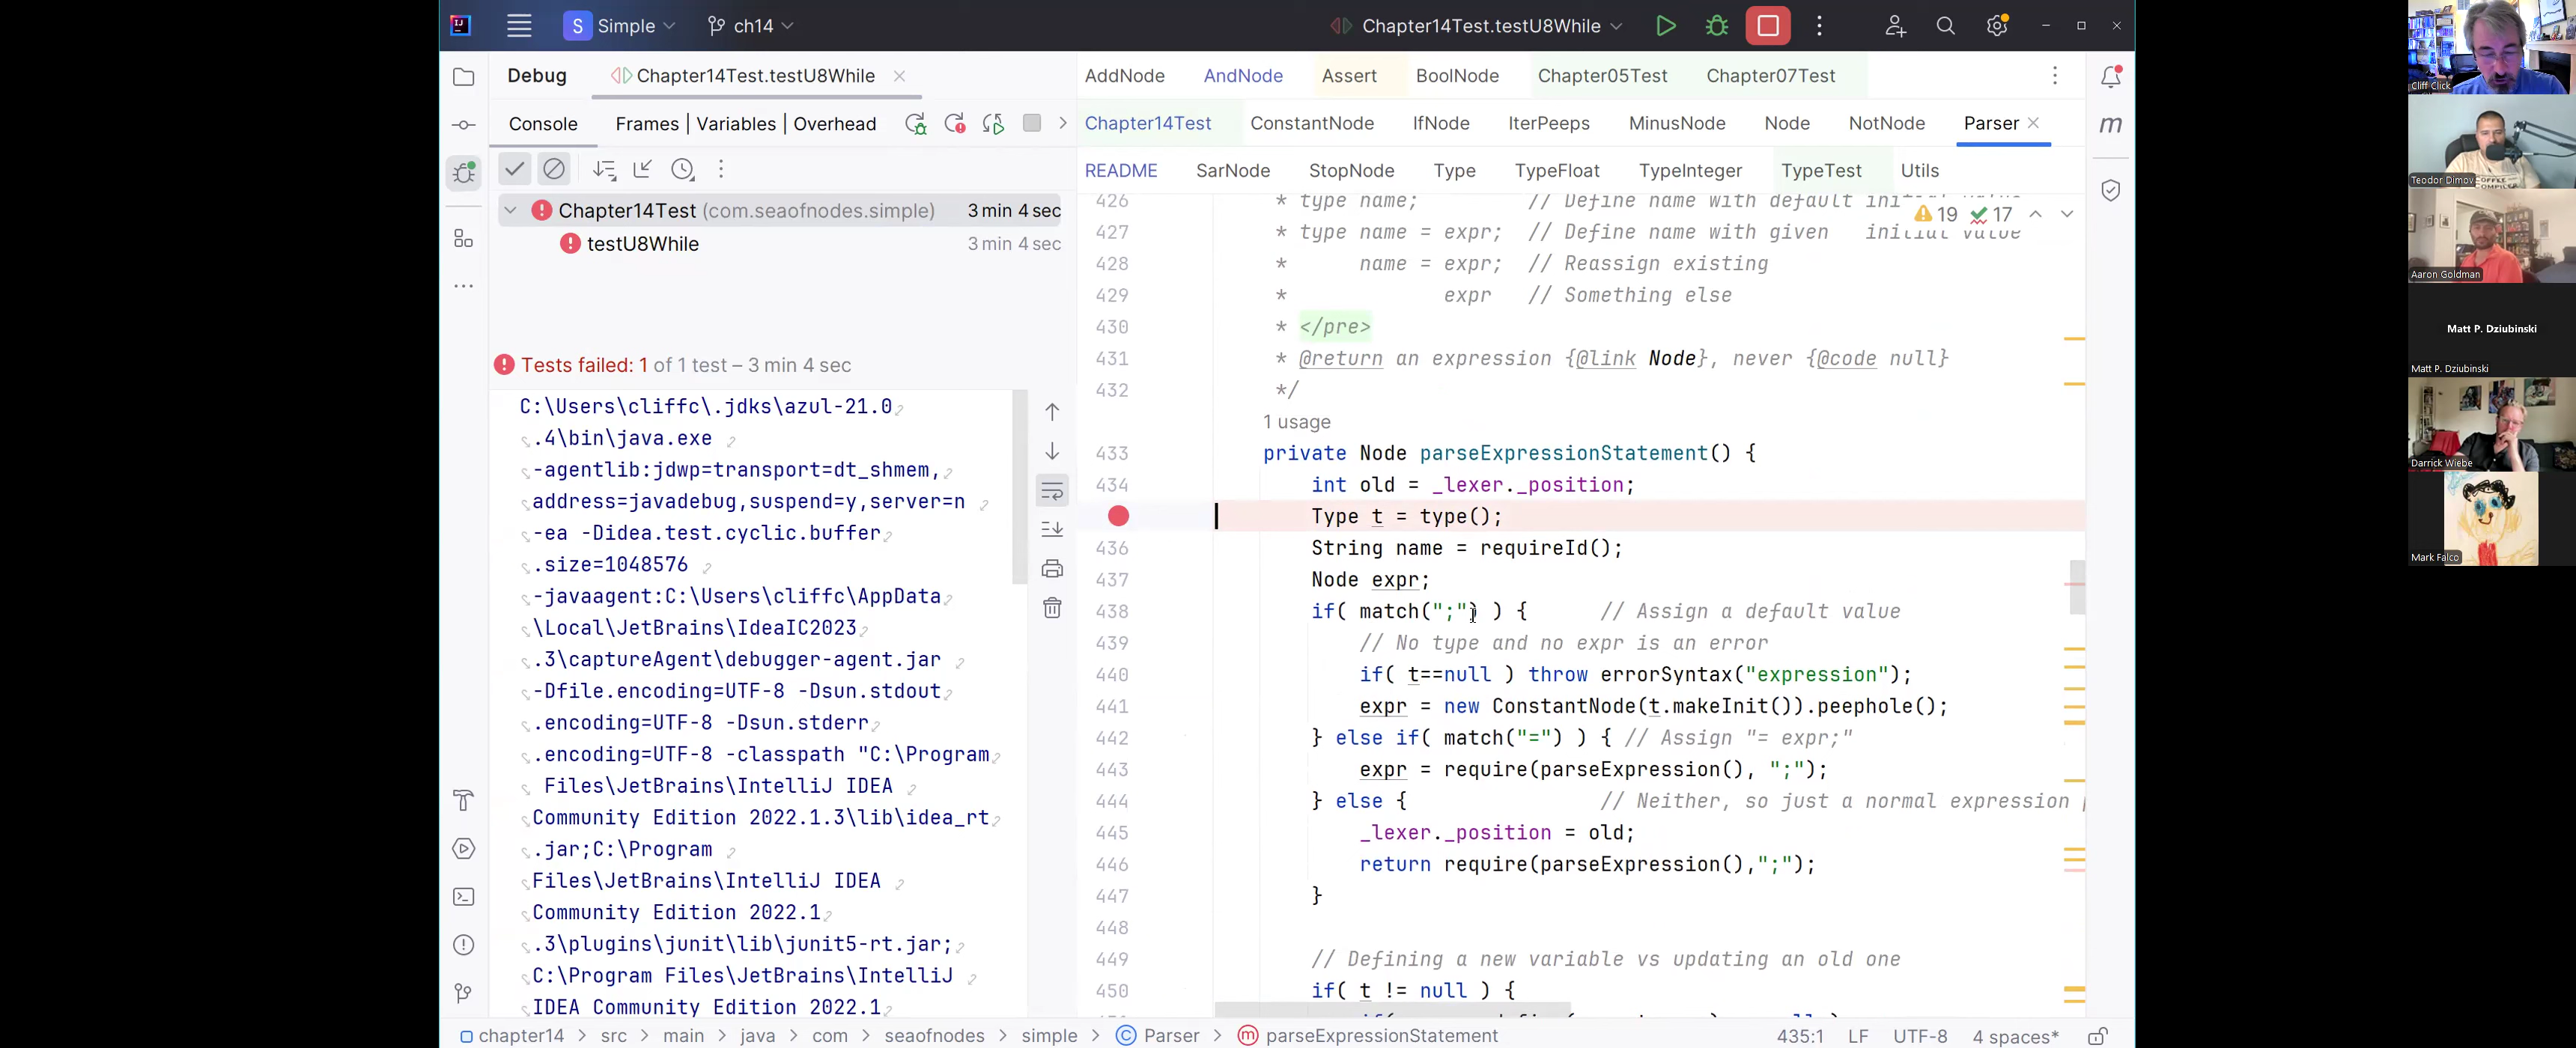 Simple
ch14
Chapter14Test.testU8While
Debug
Chapter14Test.testU8While
AddNode AndNode Assert BoolNode Chapter05Test Chapter07Test
Console Frames | Variables | Overhead
Chapter14Test ConstantNode IfNode IterPeeps MinusNode Node NotNode Parser
README SarNode StopNode Type TypeFloat TypeInteger TypeTest Utils
Chapter14Test (com.seaofnodes.simple) 3 min 4 sec
testU8While 3 min 4 sec
Tests failed: 1 of 1 test – 3 min 4 sec
C:\Users\cliffc\.jdks\azul-21.0
.4\bin\java.exe
-agentlib:jdwp=transport=dt_shmem,
address=javadebug,suspend=y,server=n
-ea -Didea.test.cyclic.buffer
.size=1048576
-javaagent:C:\Users\cliffc\AppData
\Local\JetBrains\IdeaIC2023
.3\captureAgent\debugger-agent.jar
-Dfile.encoding=UTF-8 -Dsun.stdout
.encoding=UTF-8 -Dsun.stderr
.encoding=UTF-8 -classpath "C:\Program
Files\JetBrains\IntelliJ IDEA
Community Edition 2022.1.3\lib\idea_rt
.jar;C:\Program
Files\JetBrains\IntelliJ IDEA
Community Edition 2022.1
.3\plugins\junit\lib\junit5-rt.jar;
C:\Program Files\JetBrains\IntelliJ
IDEA Community Edition 2022.1
19 17
426 * type name; // Define name with default initial value
427 * type name = expr; // Define name with given initial value
428 * name = expr; // Reassign existing
429 * expr // Something else
430 * </pre>
431 * @return an expression {@link Node}, never {@code null}
432 */
1 usage
433 private Node parseExpressionStatement() {
434 int old = _lexer._position;
Type t = type();
436 String name = requireId();
437 Node expr;
438 if( match(";") ) { // Assign a default value
439 // No type and no expr is an error
440 if( t==null ) throw errorSyntax("expression");
441 expr = new ConstantNode(t.makeInit()).peephole();
442 } else if( match("=") ) { // Assign "= expr;"
443 expr = require(parseExpression(), ";");
444 } else { // Neither, so just a normal expression
445 _lexer._position = old;
446 return require(parseExpression(),";");
447 }
448
449 // Defining a new variable vs updating an old one
450 if( t != null ) {
chapter14 > src > main > java > com > seaofnodes > simple > Parser > parseExpressionStatement
435:1 LF UTF-8 4 spaces*
Cliff Click
Teodor Dimov
Aaron Goldman
Matt P. Dziubinski
Matt P. Dziubinski
Darrick Wiebe
Mark Falco